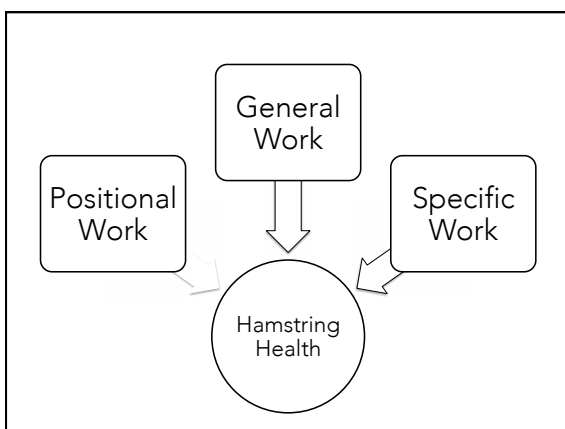 General
Work
Positional
Work
Specific
Work
Hamstring
Health